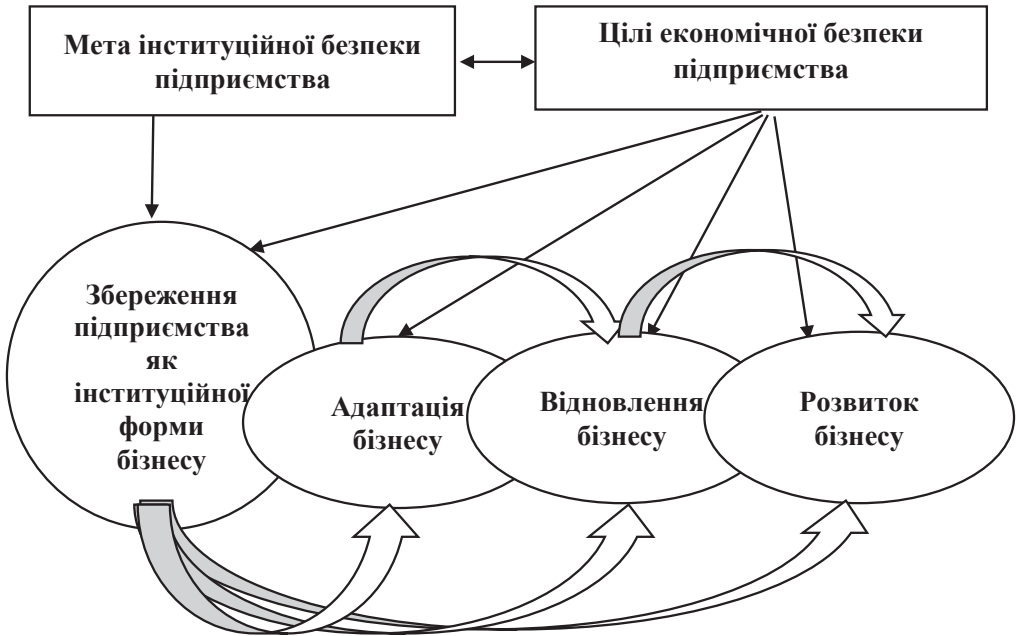 Мета інституційної безпеки
підприємства
Цілі економічної безпеки
підприємства
Збереження
підприємства
як
інституційної
форми
бізнесу
Адаптація
бізнесу
Відновлення
бізнесу
Розвиток
бізнесу